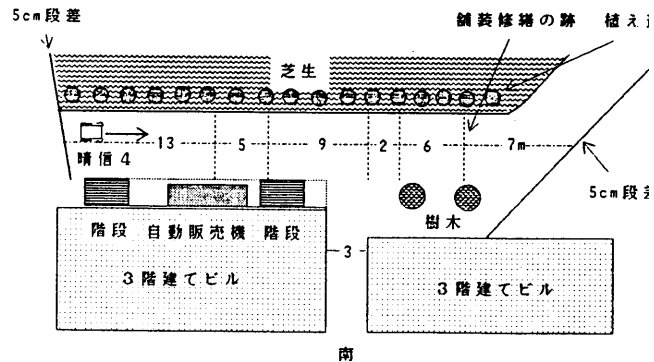 5cm段差
舗装修繕の跡
植え
芝生
13
5
9
2
6
7m
晴信4
5cm段差
樹木
階段
自動販売機
階段
3
3階建てビル
3階建てビル
南